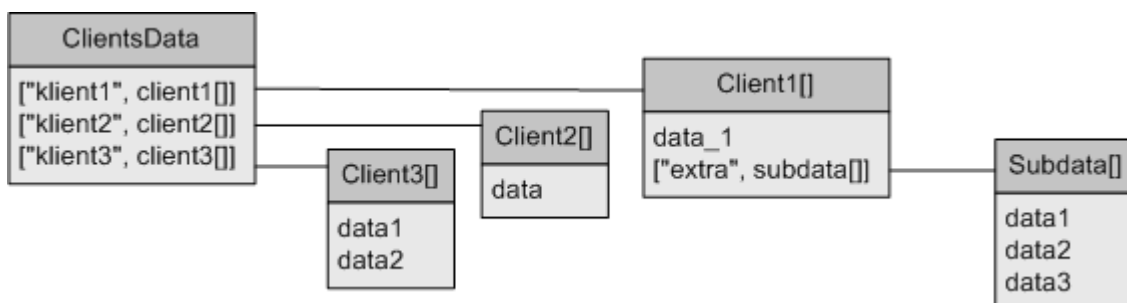 ClientsData
["klient1", client1[]]
["klient2", client2[]]
["klient3", client3[]]
Client1[]
data_1
["extra", subdata[]]
Client2[]
data
Client3[]
data1
data2
Subdata[]
data1
data2
data3